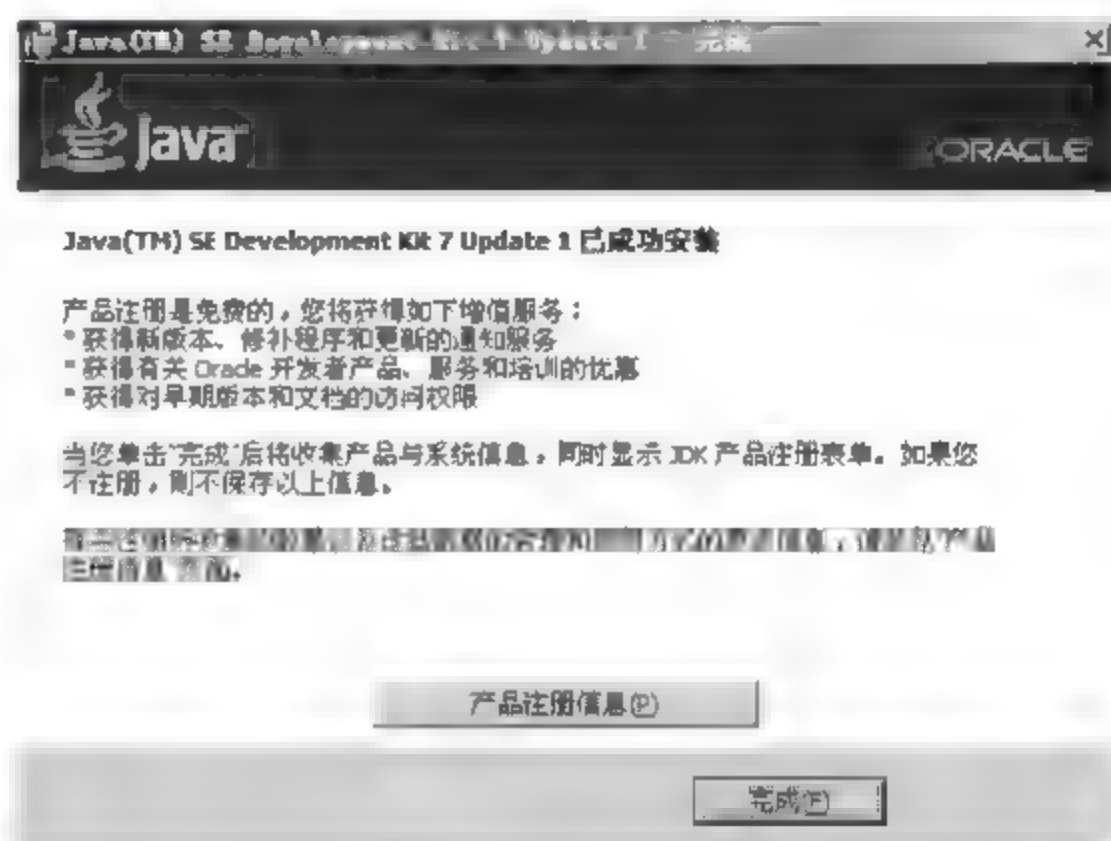 Java(TM) SE Development Kit 7 Update 1 - 完成
Java™
ORACLE
Java(TM) SE Development Kit 7 Update 1 已成功安装
产品注册是免费的，您将获得如下增值服务：
* 获得新版本、修补程序和更新的通知服务
* 获得有关 Oracle 开发者产品、服务和培训的优惠
* 获得对早期版本和文档的访问权限
当您单击"完成"后将收集产品与系统信息，同时显示 JDK 产品注册表单。如果您
不注册，则不保存以上信息。
产品注册信息(P)
完成(F)